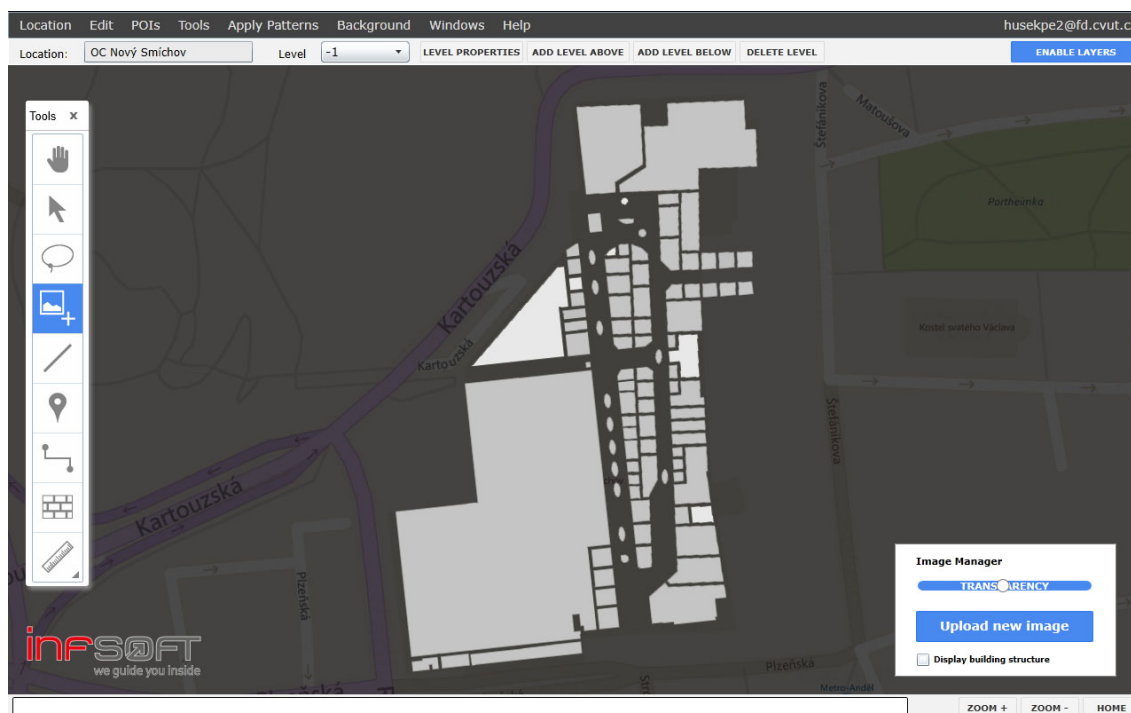 Location Edit POIs Tools Apply Patterns Background Windows Help husekpe2@fd.cvut.c
Location: OC Nový Smíchov Level -1 LEVEL PROPERTIES ADD LEVEL ABOVE ADD LEVEL BELOW DELETE LEVEL ENABLE LAYERS
Tools x
Štefánikova
Matoušova
Portheimka
Kartouzská
Kartouzská
Kostel svatého Václava
Kartouzská
Štefánikova
Kartouzská
Plzeňská
Image Manager
TRANSPARENCY
Upload new image
Display building structure
infsoft
we guide you inside
Plzeňská
Metro-Anděl
ZOOM + ZOOM - HOME